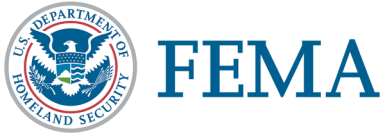 U.S. DEPARTMENT OF
HOMELAND SECURITY
FEMA